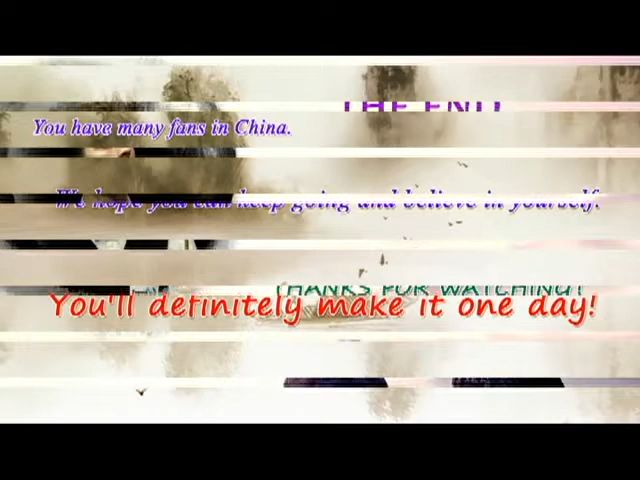 THE END
You have many fans in China.
We hope you can keep going and believe in yourself.
THANKS FOR WATCHING!
You'll definitely make it one day!